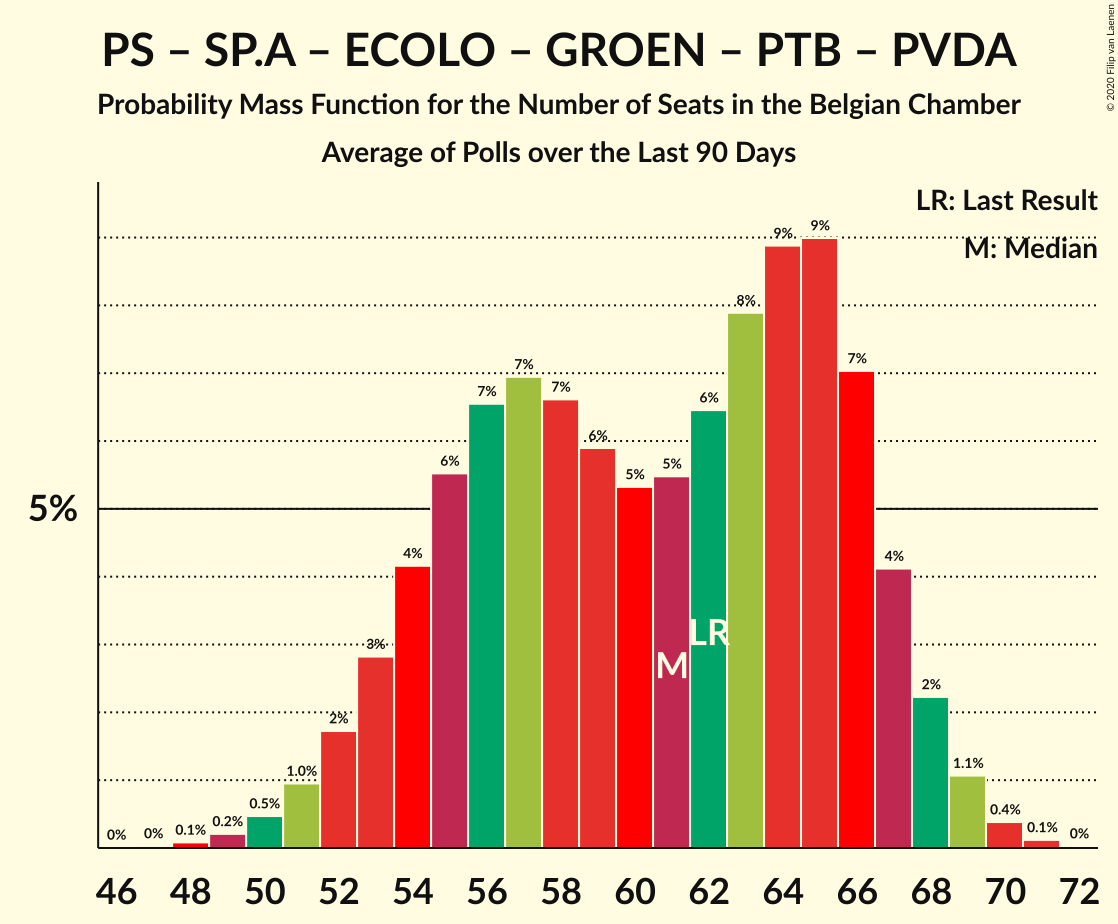 PS – SP.A – ECOLO – GROEN – PTB – PVDA
Probability Mass Function for the Number of Seats in the Belgian Chamber
Average of Polls over the Last 90 Days
© 2020 Filip van Laenen
LR: Last Result
M: Median
5%
0% 0% 0.1% 0.2% 0.5% 1.0% 2% 3% 4% 6% 7% 7% 7% 6% 5% 5% 6% 8% 9% 9% 7% 4% 2% 1.1% 0.4% 0.1% 0%
LR
M
46 48 50 52 54 56 58 60 62 64 66 68 70 72